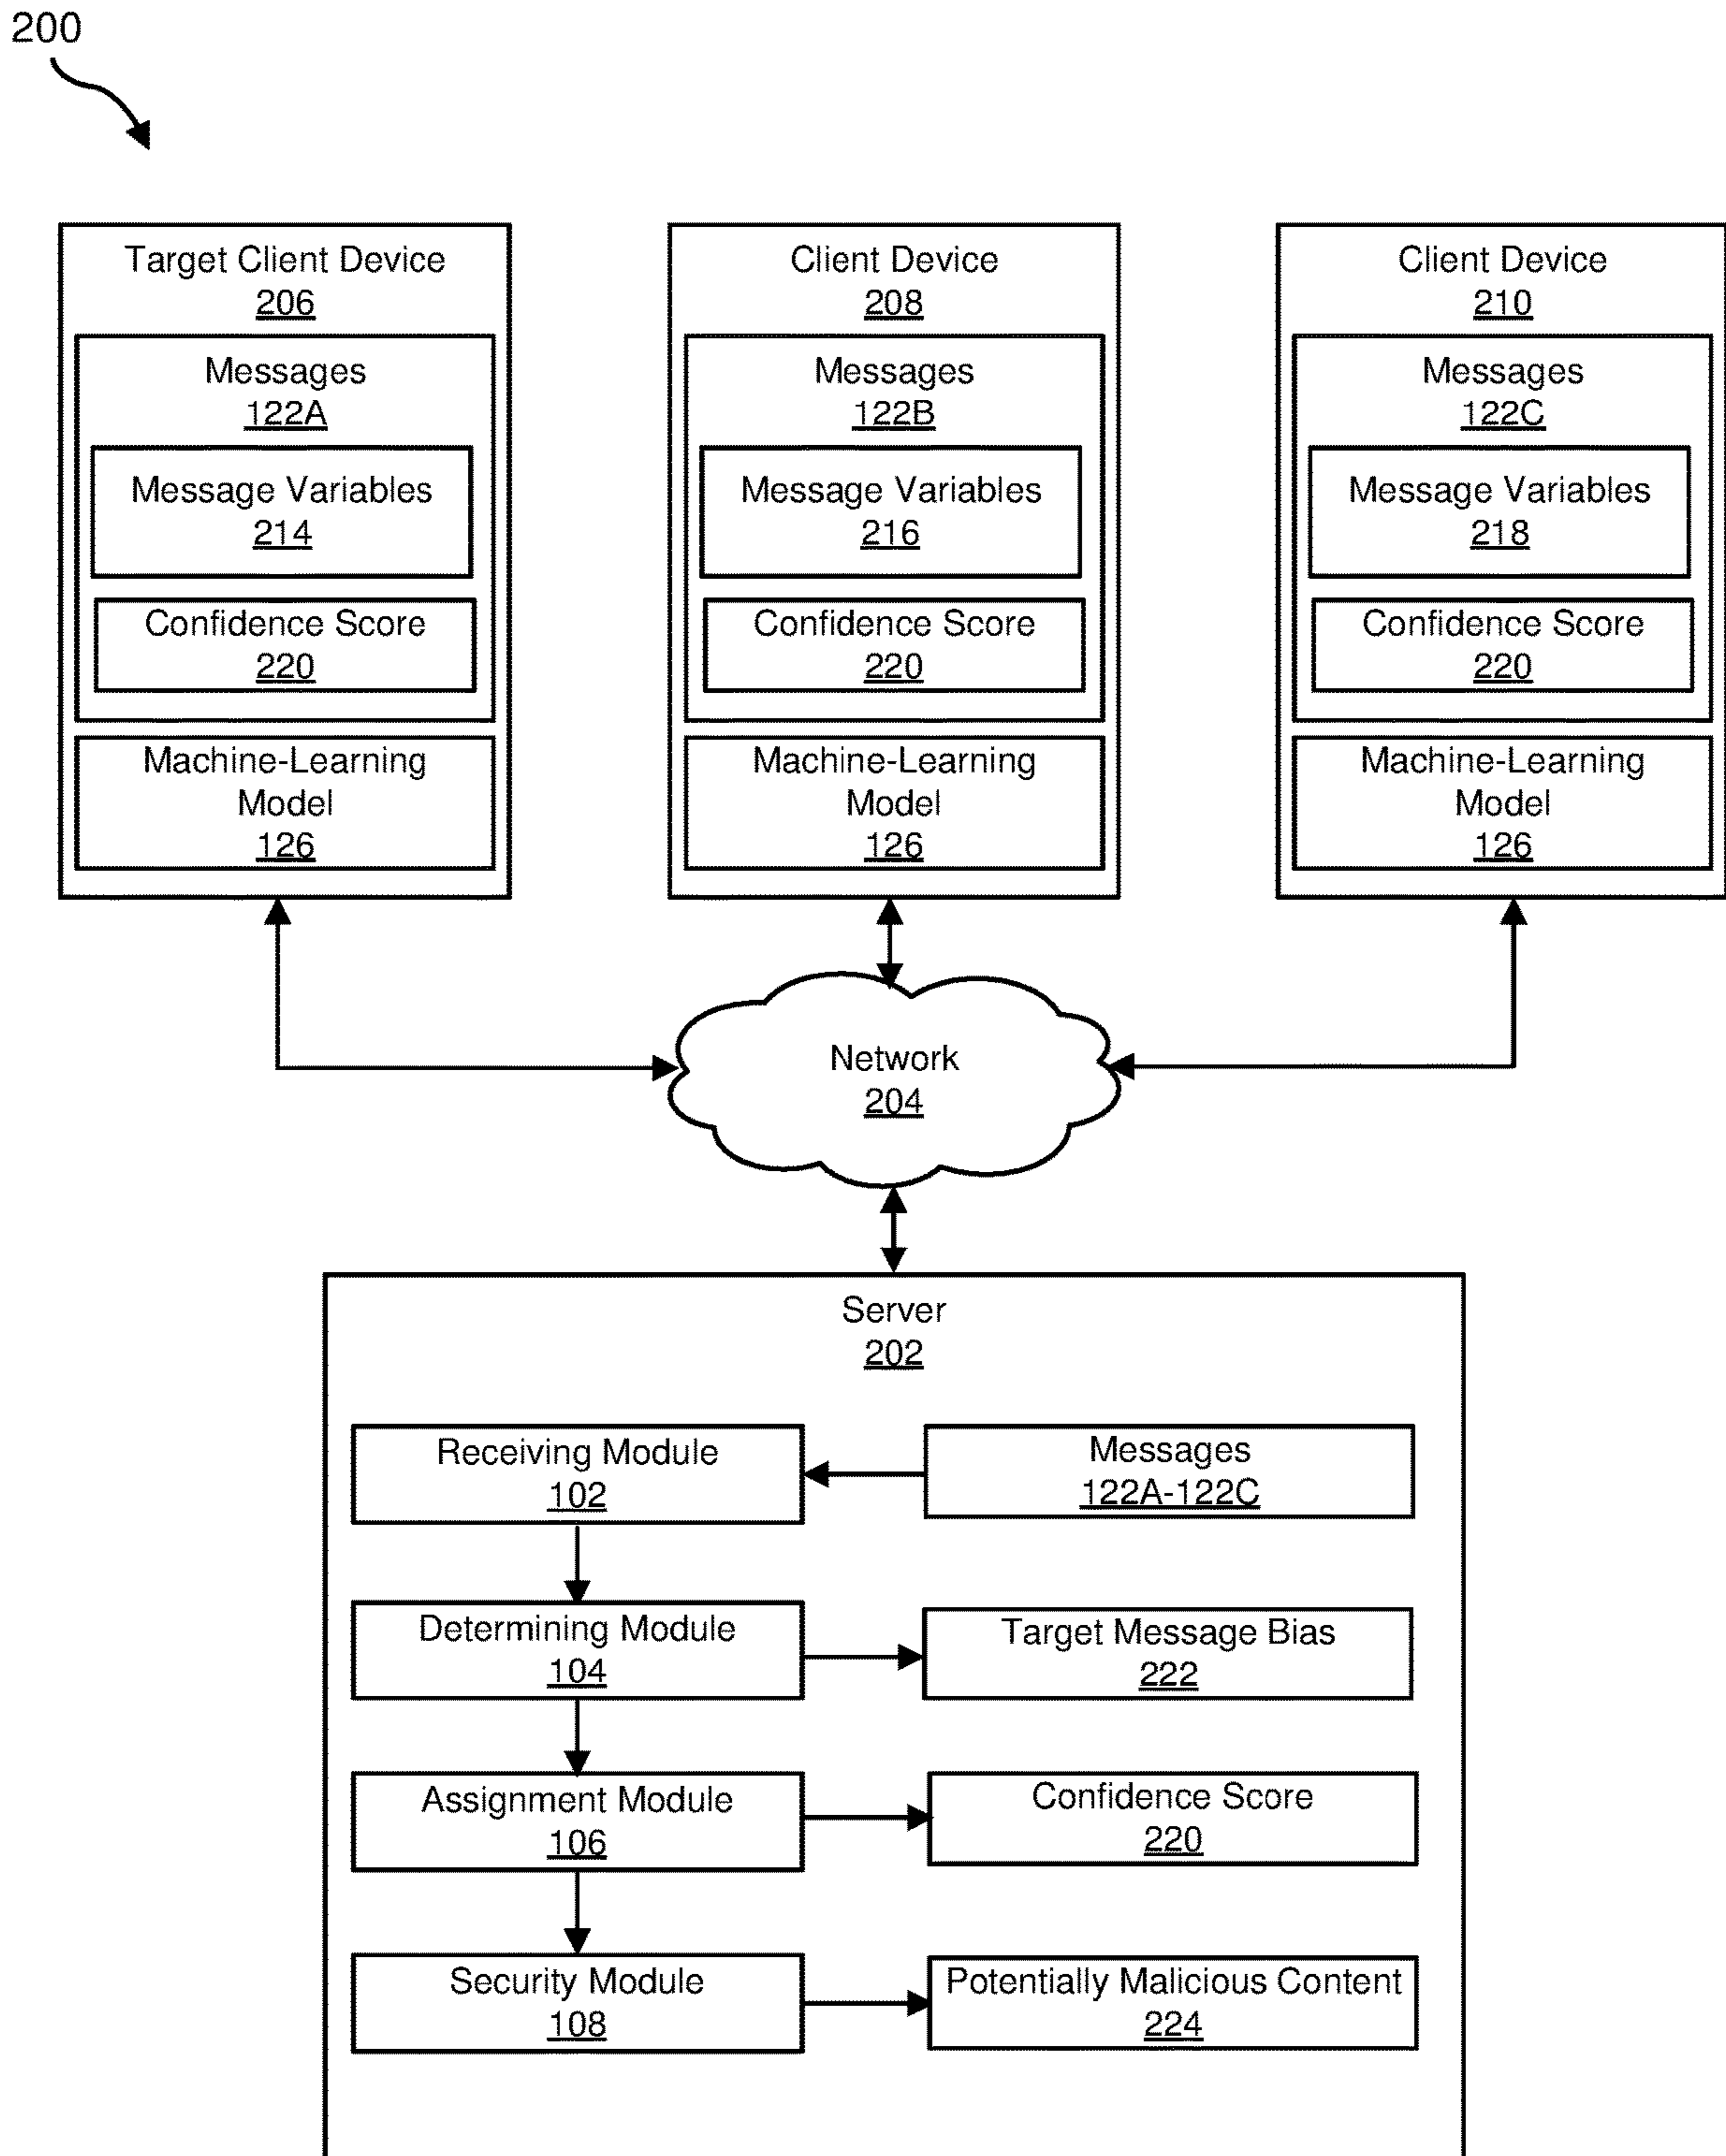 200
Target Client Device
206
Messages
122A
Message Variables
214
Confidence Score
220
Machine-Learning
Model
126
Client Device
208
Messages
122B
Message Variables
216
Confidence Score
220
Machine-Learning
Model
126
Client Device
210
Messages
122C
Message Variables
218
Confidence Score
220
Machine-Learning
Model
126
Network
204
Server
202
Receiving Module
102
Messages
122A-122C
Determining Module
104
Target Message Bias
222
Assignment Module
106
Confidence Score
220
Security Module
108
Potentially Malicious Content
224